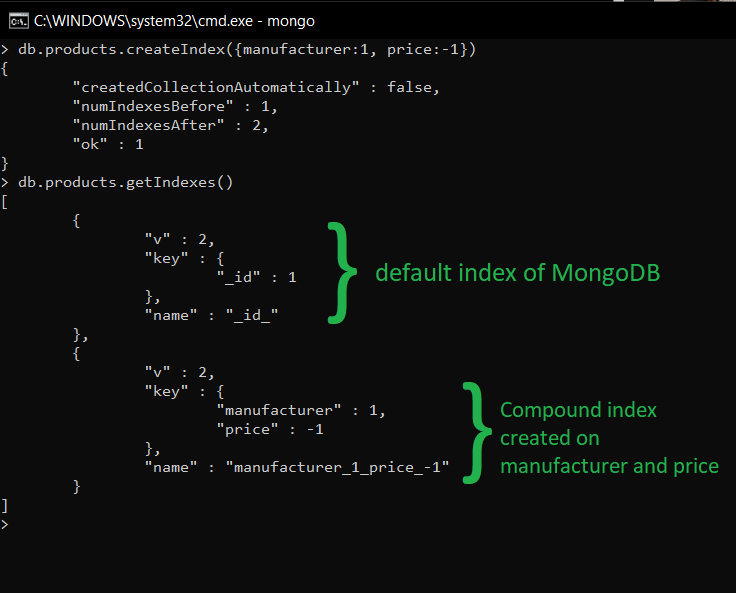 C:\WINDOWS\system32\cmd.exe - mongo
> db.products.createIndex({manufacturer:1, price:-1})
{
        "createdCollectionAutomatically" : false,
        "numIndexesBefore" : 1,
        "numIndexesAfter" : 2,
        "ok" : 1
}
> db.products.getIndexes()
[
        {
                "v" : 2,
                "key" : {
                        "_id" : 1
                },
                "name" : "_id_"
        },
default index of MongoDB
        {
                "v" : 2,
                "key" : {
                        "manufacturer" : 1,
                        "price" : -1
                },
                "name" : "manufacturer_1_price_-1"
        }
Compound index
created on
manufacturer and price
]
>